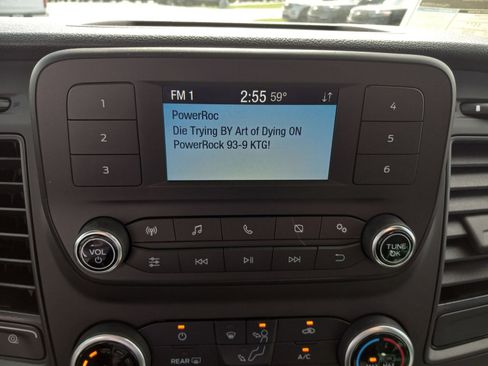 FM 1 2:55 59°
PowerRoc
Die Trying BY Art of Dying ON
PowerRock 93-9 KTG!
1
2
3
4
5
6
VOL
TUNE
OK
REAR
A/C